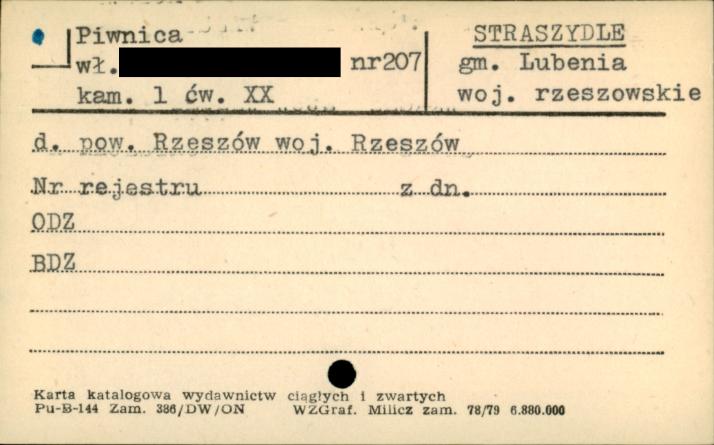 Piwnica
wł. nr207
kam. 1 ćw. XX
STRASZYDLE
gm. Lubenia
woj. rzeszowskie
d. pow. Rzeszów woj. Rzeszów
Nr rejestru z dn.
ODZ
BDZ
Karta katalogowa wydawnictw ciągłych i zwartych
Pu-B-144 Zam. 386/DW/ON WZGraf. Milicz zam. 78/79 6.880.000